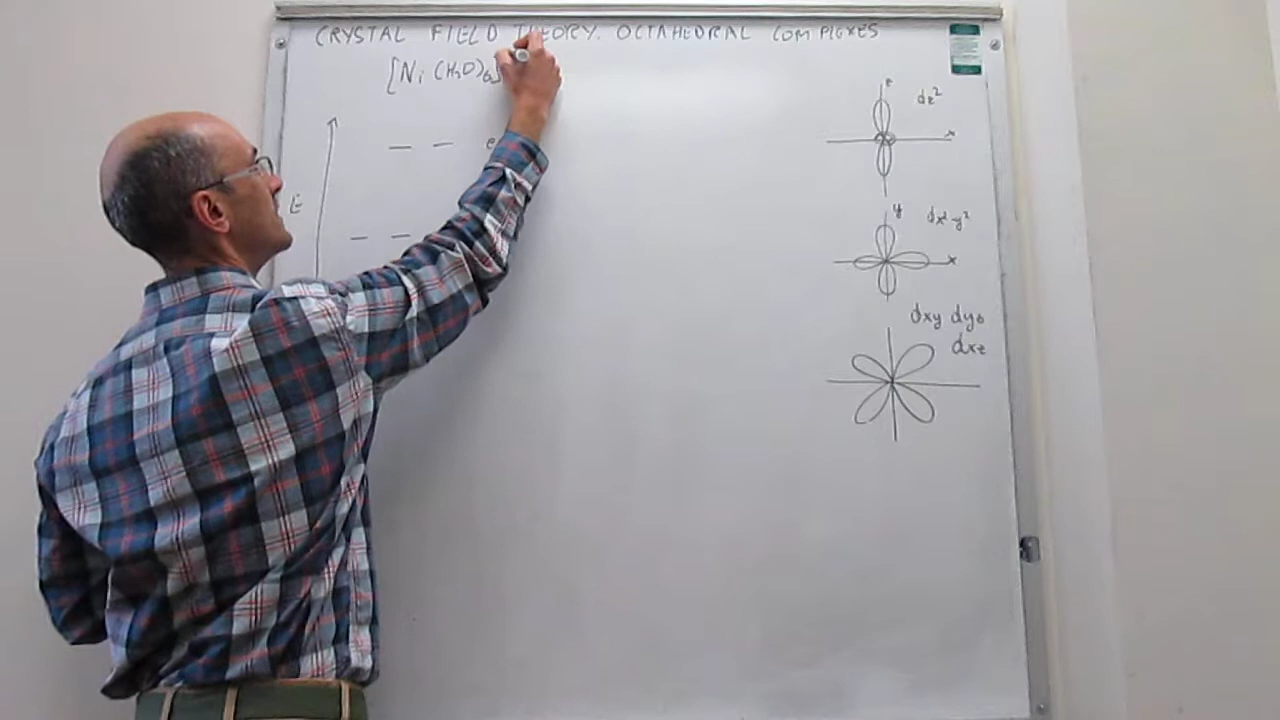 CRYSTAL FIELD THEORY. OCTAHEDRAL COMPLEXES
[Ni(H₂O)₆]
z
dz²
x
e
E
y
dx²-y²
x
dxy dyz
dxz